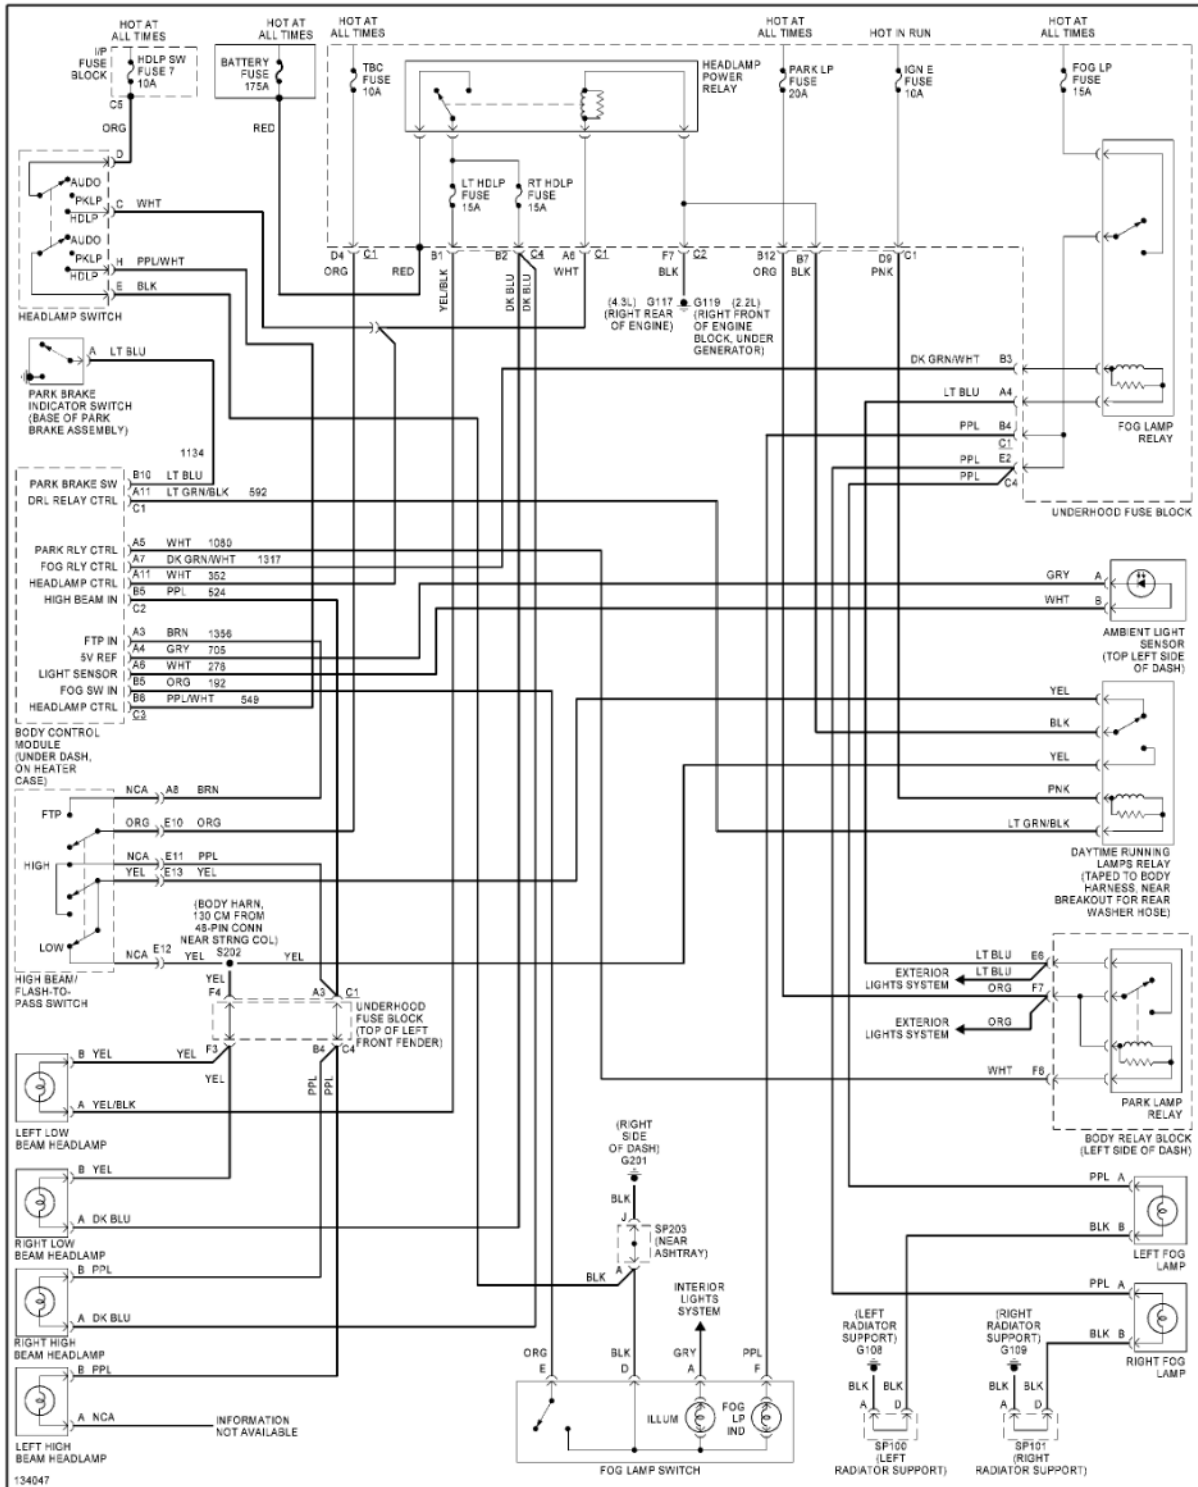 HOT AT
ALL TIMES
I/P
FUSE
BLOCK
HDLP SW
FUSE 7
10A
C5
ORG
HOT AT
ALL TIMES
BATTERY
FUSE
175A
RED
HOT AT
ALL TIMES
TBC
FUSE
10A
HEADLAMP
POWER
RELAY
HOT AT
ALL TIMES
PARK LP
FUSE
20A
HOT IN RUN
IGN E
FUSE
10A
HOT AT
ALL TIMES
FOG LP
FUSE
15A
LT HDLP
FUSE
15A
RT HDLP
FUSE
15A
D
AUDO
PKLP
HDLP
C WHT
AUDO
PKLP
HDLP
H PPL/WHT
E BLK
HEADLAMP SWITCH
D4 C1
ORG
RED
B1
YEL/BLK
B2 C4
DK BLU
DK BLU
A6 C1
WHT
F7 C2
BLK
B12
ORG
B7
BLK
D9 C1
PNK
(4.3L) G117
(RIGHT REAR
OF ENGINE)
G119 (2.2L)
(RIGHT FRONT
OF ENGINE
BLOCK, UNDER
GENERATOR)
A LT BLU
PARK BRAKE
INDICATOR SWITCH
(BASE OF PARK
BRAKE ASSEMBLY)
DK GRN/WHT B3
LT BLU A4
PPL B4
C1
PPL E2
PPL C4
FOG LAMP
RELAY
UNDERHOOD FUSE BLOCK
1134
PARK BRAKE SW B10 LT BLU
DRL RELAY CTRL A11 LT GRN/BLK 592
C1
PARK RLY CTRL A5 WHT 1080
FOG RLY CTRL A7 DK GRN/WHT 1317
HEADLAMP CTRL A11 WHT 352
HIGH BEAM IN B5 PPL 524
C2
FTP IN A3 BRN 1356
5V REF A4 GRY 705
LIGHT SENSOR A6 WHT 276
FOG SW IN B5 ORG 192
HEADLAMP CTRL B6 PPL/WHT 549
C3
BODY CONTROL
MODULE
(UNDER DASH,
ON HEATER
CASE)
GRY A
WHT B
AMBIENT LIGHT
SENSOR
(TOP LEFT SIDE
OF DASH)
YEL
BLK
YEL
PNK
LT GRN/BLK
DAYTIME RUNNING
LAMPS RELAY
(TAPED TO BODY
HARNESS, NEAR
BREAKOUT FOR REAR
WASHER HOSE)
FTP
NCA A8 BRN
ORG E10 ORG
HIGH
NCA E11 PPL
YEL E13 YEL
LOW
NCA E12 YEL
HIGH BEAM/
FLASH-TO-
PASS SWITCH
(BODY HARN,
130 CM FROM
48-PIN CONN
NEAR STRNG COL)
S202
YEL
YEL
F4
A3 C1
UNDERHOOD
FUSE BLOCK
(TOP OF LEFT
FRONT FENDER)
F3
B4 C4
YEL
PPL
PPL
LT BLU E6
LT BLU
EXTERIOR
LIGHTS SYSTEM
ORG F7
EXTERIOR
LIGHTS SYSTEM
ORG
WHT F6
PARK LAMP
RELAY
BODY RELAY BLOCK
(LEFT SIDE OF DASH)
B YEL YEL
A YEL/BLK
LEFT LOW
BEAM HEADLAMP
B YEL
A DK BLU
RIGHT LOW
BEAM HEADLAMP
B PPL
A DK BLU
RIGHT HIGH
BEAM HEADLAMP
B PPL
A NCA
INFORMATION
NOT AVAILABLE
LEFT HIGH
BEAM HEADLAMP
134047
(RIGHT
SIDE
OF DASH)
G201
BLK
J
SP203
(NEAR
ASHTRAY)
A
BLK
INTERIOR
LIGHTS
SYSTEM
ORG
E
BLK
D
GRY
A
PPL
F
ILLUM
FOG
LP
IND
FOG LAMP SWITCH
PPL A
BLK B
LEFT FOG
LAMP
PPL A
BLK B
RIGHT FOG
LAMP
(LEFT
RADIATOR
SUPPORT)
G108
BLK BLK
A D
SP100
(LEFT
RADIATOR SUPPORT)
(RIGHT
RADIATOR
SUPPORT)
G109
BLK BLK
A D
SP101
(RIGHT
RADIATOR SUPPORT)